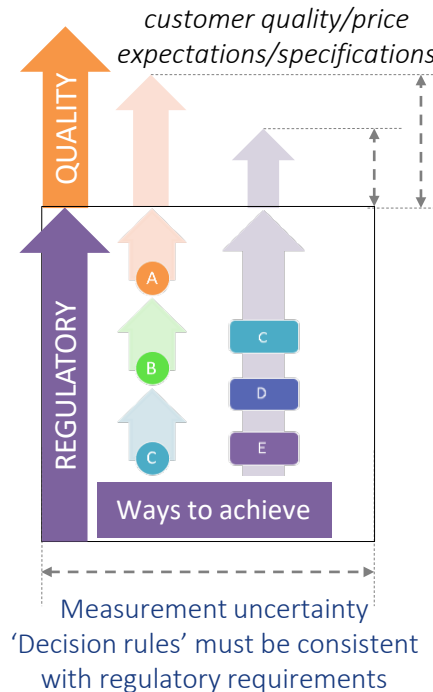 customer quality/price
expectations/specifications
QUALITY
REGULATORY
A
B
C
C
D
E
Ways to achieve
Measurement uncertainty
‘Decision rules’ must be consistent
with regulatory requirements